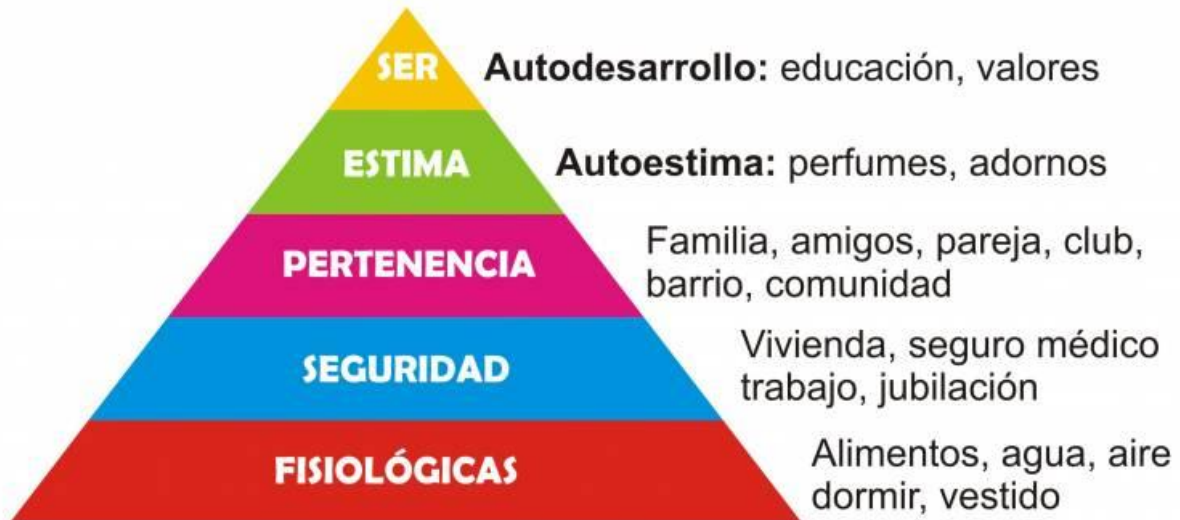 SER Autodesarrollo: educación, valores
ESTIMA Autoestima: perfumes, adornos
PERTENENCIA
Familia, amigos, pareja, club,
barrio, comunidad
SEGURIDAD
Vivienda, seguro médico
trabajo, jubilación
FISIOLÓGICAS
Alimentos, agua, aire
dormir, vestido